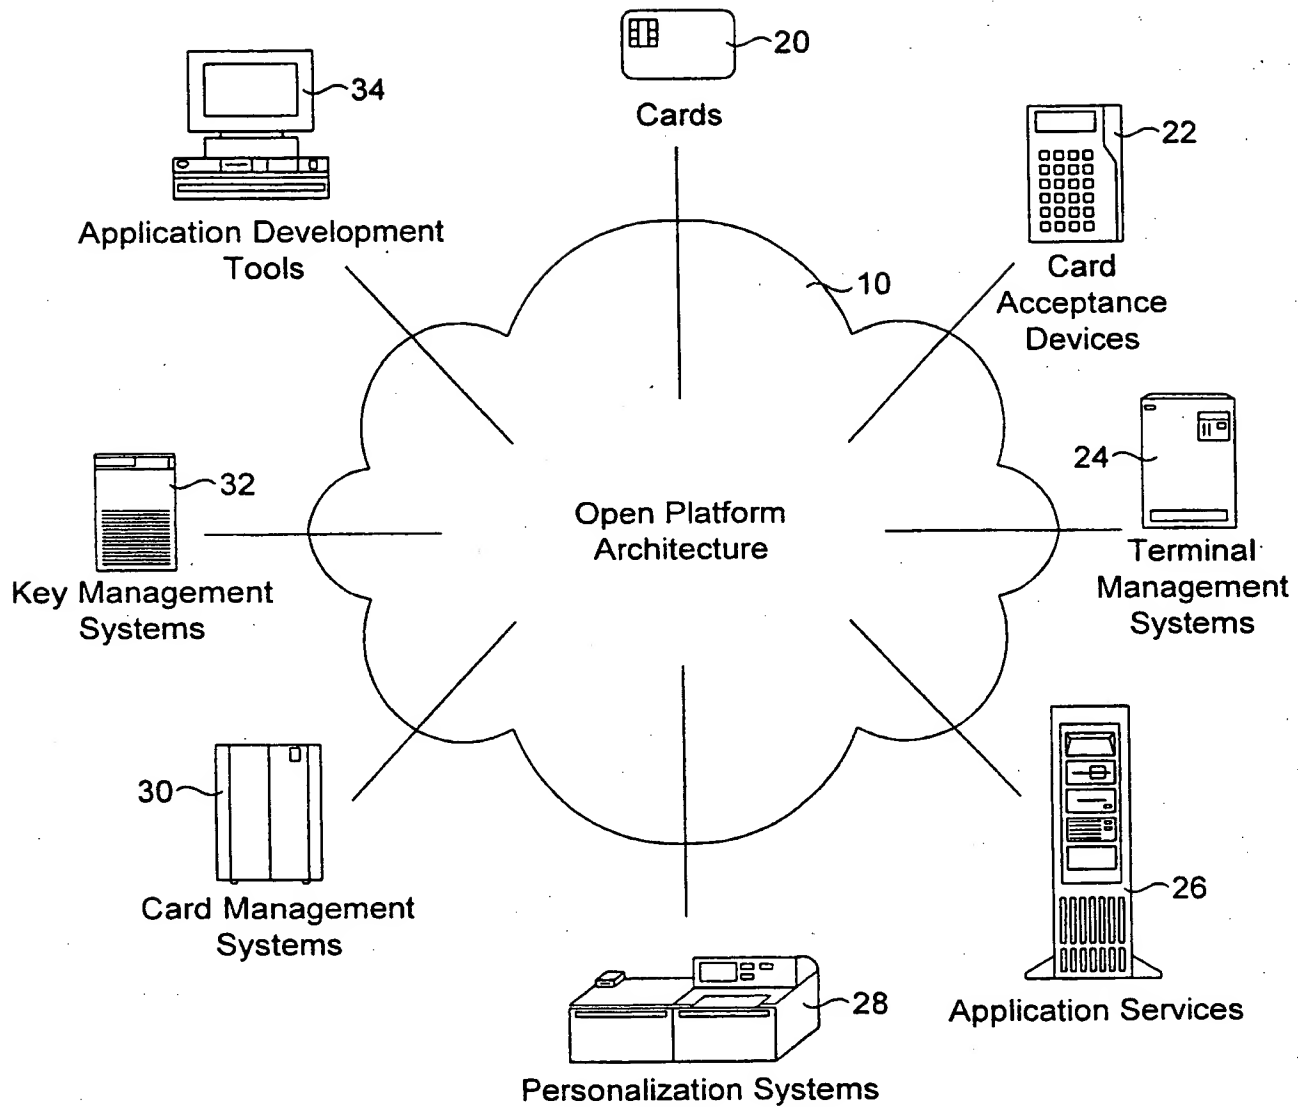 20
Cards
34
Application Development
Tools
22
Card
Acceptance
Devices
10
24
Terminal
Management
Systems
32
Key Management
Systems
Open Platform
Architecture
30
Card Management
Systems
26
Application Services
28
Personalization Systems